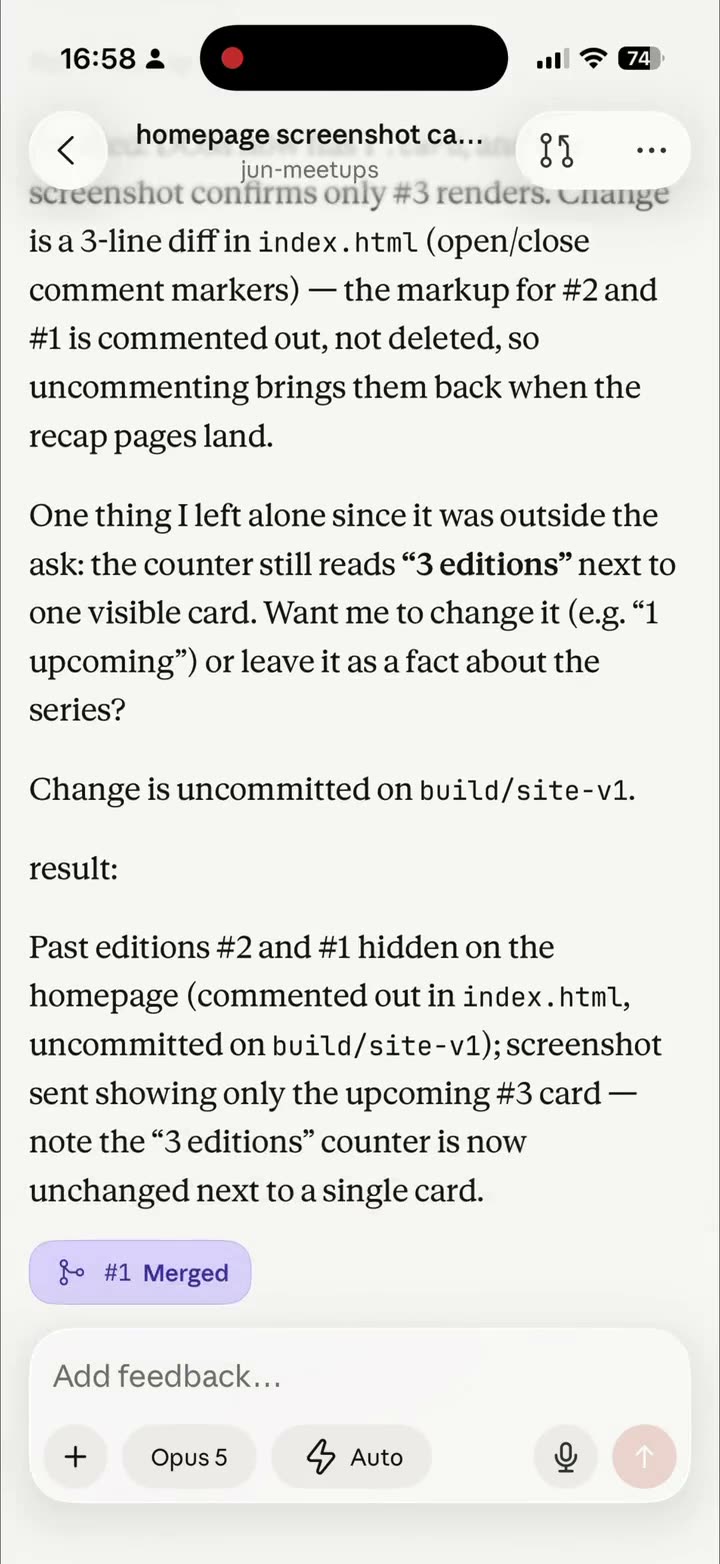 16:58
74
homepage screenshot ca...
jun-meetups
screenshot confirms only #3 renders. Change
is a 3-line diff in index.html (open/close
comment markers) — the markup for #2 and
#1 is commented out, not deleted, so
uncommenting brings them back when the
recap pages land.
One thing I left alone since it was outside the
ask: the counter still reads “3 editions” next to
one visible card. Want me to change it (e.g. “1
upcoming”) or leave it as a fact about the
series?
Change is uncommitted on build/site-v1.
result:
Past editions #2 and #1 hidden on the
homepage (commented out in index.html,
uncommitted on build/site-v1); screenshot
sent showing only the upcoming #3 card —
note the “3 editions” counter is now
unchanged next to a single card.
#1 Merged
Add feedback...
Opus 5
Auto